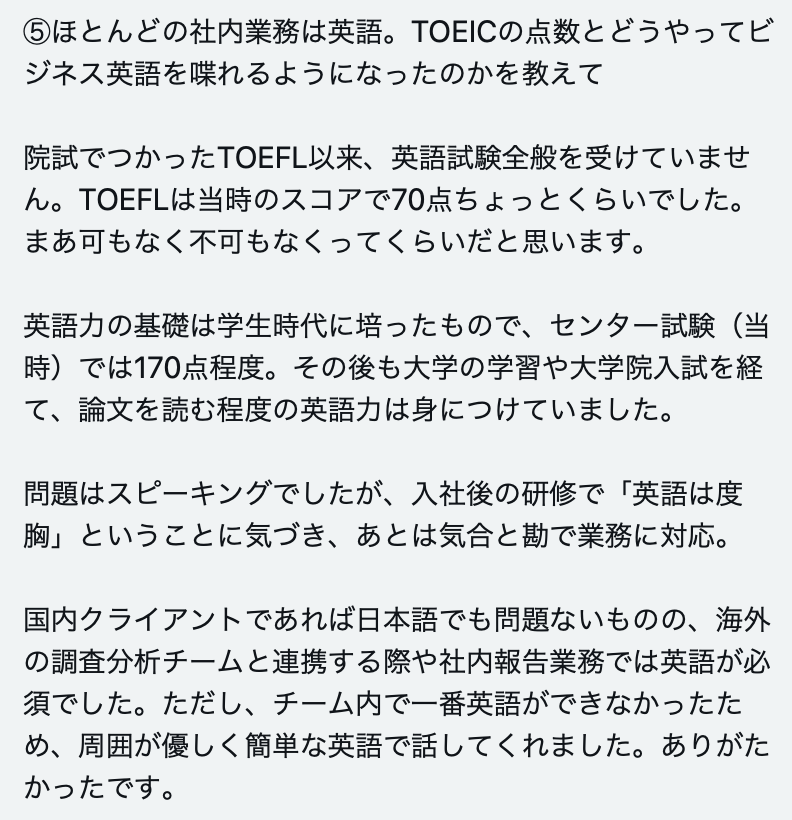 ⑤ほとんどの社内業務は英語。TOEICの点数とどうやってビ
ジネス英語を喋れるようになったのかを教えて
院試でつかったTOEFL以来、英語試験全般を受けていませ
ん。TOEFLは当時のスコアで70点ちょっとくらいでした。
まあ可もなく不可もなくってくらいだと思います。
英語力の基礎は学生時代に培ったもので、センター試験（当
時）では170点程度。その後も大学の学習や大学院入試を経
て、論文を読む程度の英語力は身につけていました。
問題はスピーキングでしたが、入社後の研修で「英語は度
胸」ということに気づき、あとは気合と勘で業務に対応。
国内クライアントであれば日本語でも問題ないものの、海外
の調査分析チームと連携する際や社内報告業務では英語が必
須でした。ただし、チーム内で一番英語ができなかったた
め、周囲が優しく簡単な英語で話してくれました。ありがた
かったです。